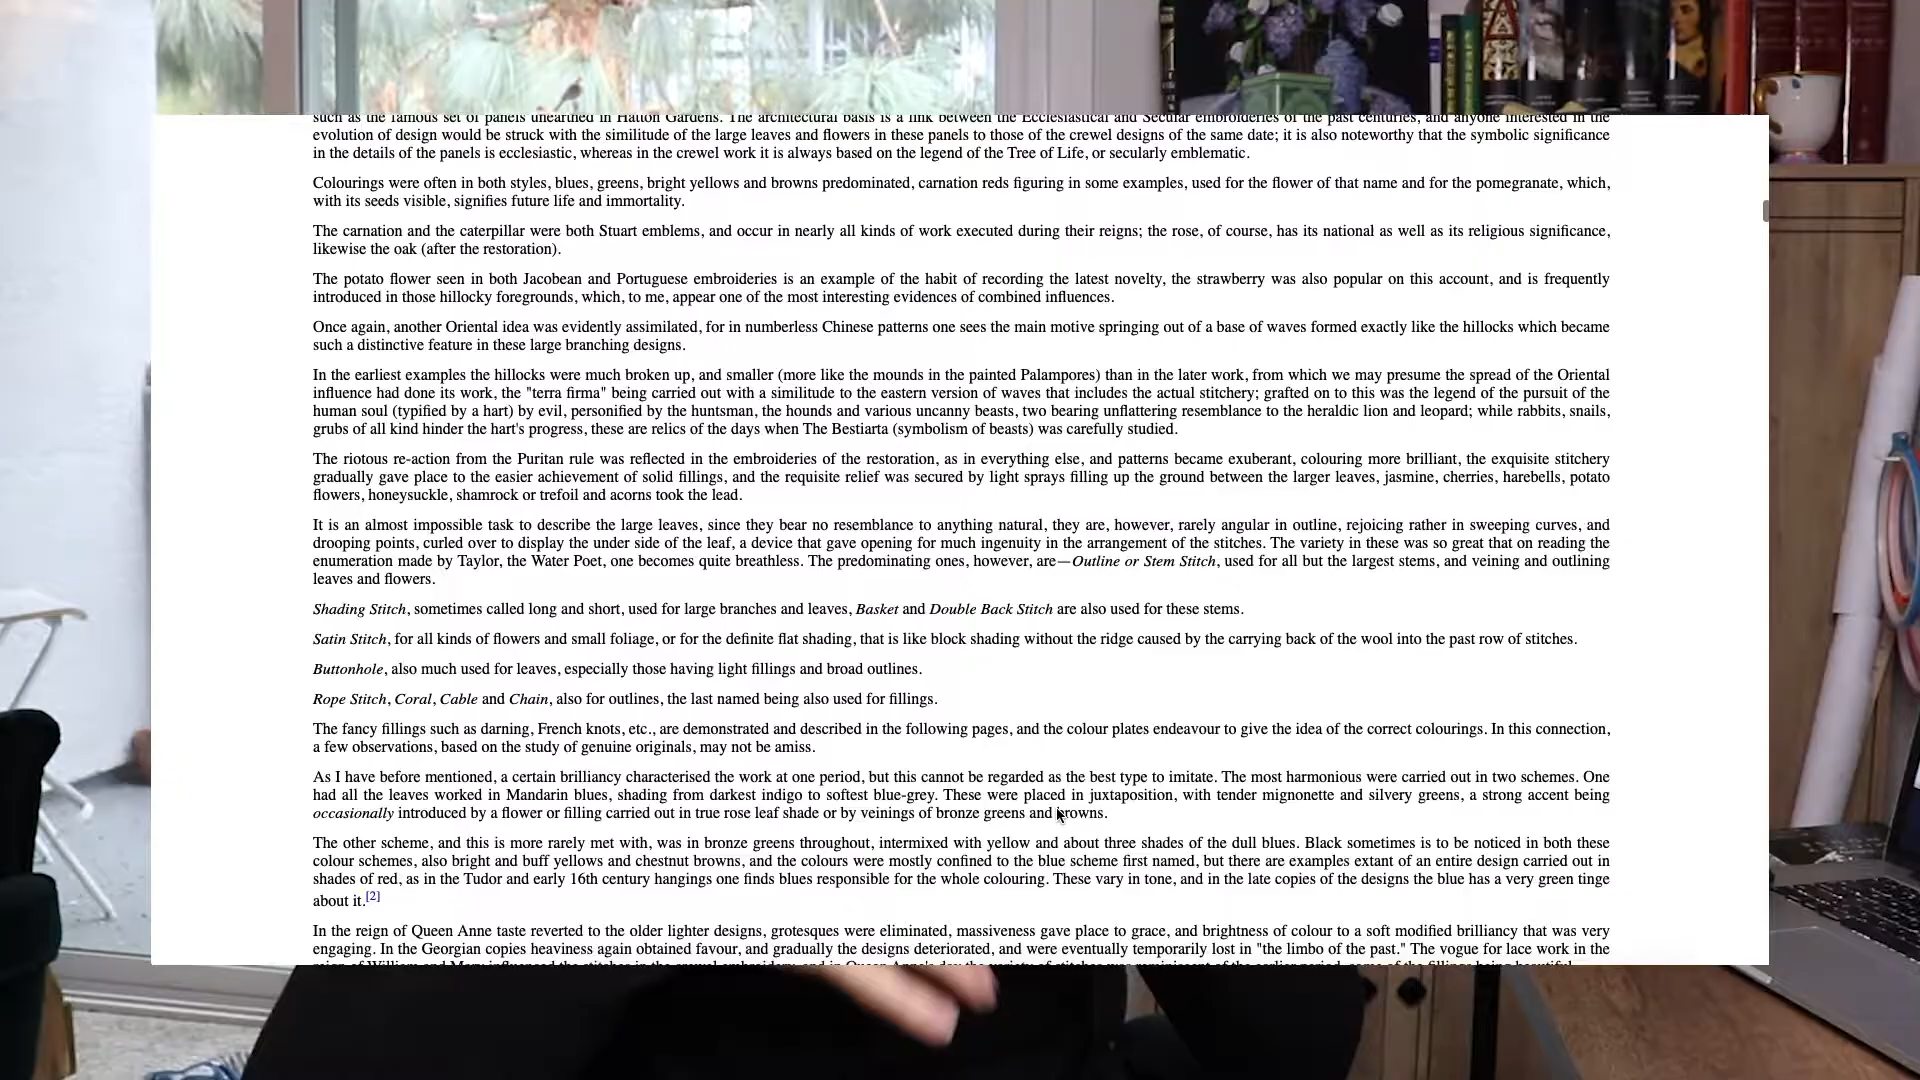 such as the famous set of panels unearthed in Hatton Gardens. The architectural basis is a link between the Ecclesiastical and Secular embroideries of the past centuries, and anyone interested in the
evolution of design would be struck with the similitude of the large leaves and flowers in these panels to those of the crewel designs of the same date; it is also noteworthy that the symbolic significance
in the details of the panels is ecclesiastic, whereas in the crewel work it is always based on the legend of the Tree of Life, or secularly emblematic.
Colourings were often in both styles, blues, greens, bright yellows and browns predominated, carnation reds figuring in some examples, used for the flower of that name and for the pomegranate, which,
with its seeds visible, signifies future life and immortality.
The carnation and the caterpillar were both Stuart emblems, and occur in nearly all kinds of work executed during their reigns; the rose, of course, has its national as well as its religious significance,
likewise the oak (after the restoration).
The potato flower seen in both Jacobean and Portuguese embroideries is an example of the habit of recording the latest novelty, the strawberry was also popular on this account, and is frequently
introduced in those hillocky foregrounds, which, to me, appear one of the most interesting evidences of combined influences.
Once again, another Oriental idea was evidently assimilated, for in numberless Chinese patterns one sees the main motive springing out of a base of waves formed exactly like the hillocks which became
such a distinctive feature in these large branching designs.
In the earliest examples the hillocks were much broken up, and smaller (more like the mounds in the painted Palampores) than in the later work, from which we may presume the spread of the Oriental
influence had done its work, the "terra firma" being carried out with a similitude to the eastern version of waves that includes the actual stitchery; grafted on to this was the legend of the pursuit of the
human soul (typified by a hart) by evil, personified by the huntsman, the hounds and various uncanny beasts, two bearing unflattering resemblance to the heraldic lion and leopard; while rabbits, snails,
grubs of all kind hinder the hart's progress, these are relics of the days when The Bestiarta (symbolism of beasts) was carefully studied.
The riotous re-action from the Puritan rule was reflected in the embroideries of the restoration, as in everything else, and patterns became exuberant, colouring more brilliant, the exquisite stitchery
gradually gave place to the easier achievement of solid fillings, and the requisite relief was secured by light sprays filling up the ground between the larger leaves, jasmine, cherries, harebells, potato
flowers, honeysuckle, shamrock or trefoil and acorns took the lead.
It is an almost impossible task to describe the large leaves, since they bear no resemblance to anything natural, they are, however, rarely angular in outline, rejoicing rather in sweeping curves, and
drooping points, curled over to display the under side of the leaf, a device that gave opening for much ingenuity in the arrangement of the stitches. The variety in these was so great that on reading the
enumeration made by Taylor, the Water Poet, one becomes quite breathless. The predominating ones, however, are—Outline or Stem Stitch, used for all but the largest stems, and veining and outlining
leaves and flowers.
Shading Stitch, sometimes called long and short, used for large branches and leaves, Basket and Double Back Stitch are also used for these stems.
Satin Stitch, for all kinds of flowers and small foliage, or for the definite flat shading, that is like block shading without the ridge caused by the carrying back of the wool into the past row of stitches.
Buttonhole, also much used for leaves, especially those having light fillings and broad outlines.
Rope Stitch, Coral, Cable and Chain, also for outlines, the last named being also used for fillings.
The fancy fillings such as darning, French knots, etc., are demonstrated and described in the following pages, and the colour plates endeavour to give the idea of the correct colourings. In this connection,
a few observations, based on the study of genuine originals, may not be amiss.
As I have before mentioned, a certain brilliancy characterised the work at one period, but this cannot be regarded as the best type to imitate. The most harmonious were carried out in two schemes. One
had all the leaves worked in Mandarin blues, shading from darkest indigo to softest blue-grey. These were placed in juxtaposition, with tender mignonette and silvery greens, a strong accent being
occasionally introduced by a flower or filling carried out in true rose leaf shade or by veinings of bronze greens and browns.
The other scheme, and this is more rarely met with, was in bronze greens throughout, intermixed with yellow and about three shades of the dull blues. Black sometimes is to be noticed in both these
colour schemes, also bright and buff yellows and chestnut browns, and the colours were mostly confined to the blue scheme first named, but there are examples extant of an entire design carried out in
shades of red, as in the Tudor and early 16th century hangings one finds blues responsible for the whole colouring. These vary in tone, and in the late copies of the designs the blue has a very green tinge
about it.[2]
In the reign of Queen Anne taste reverted to the older lighter designs, grotesques were eliminated, massiveness gave place to grace, and brightness of colour to a soft modified brilliancy that was very
engaging. In the Georgian copies heaviness again obtained favour, and gradually the designs deteriorated, and were eventually temporarily lost in "the limbo of the past." The vogue for lace work in the